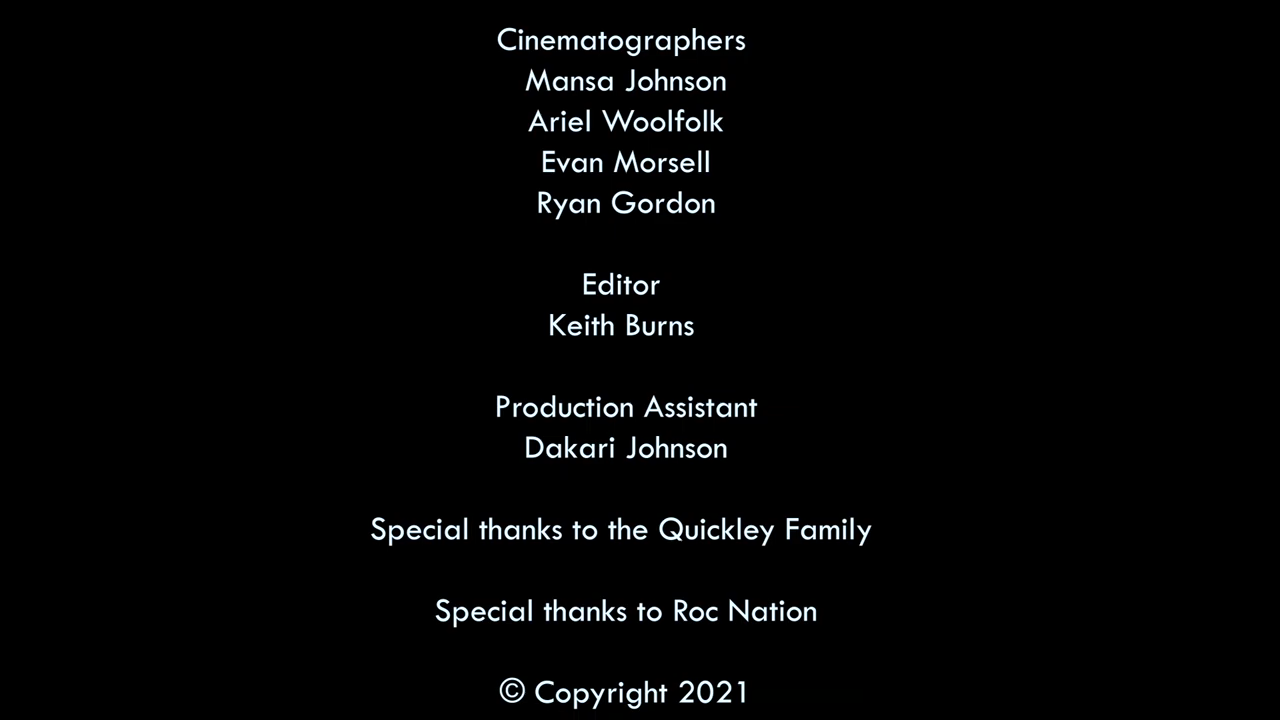 Cinematographers
Mansa Johnson
Ariel Woolfolk
Evan Morsell
Ryan Gordon
Editor
Keith Burns
Production Assistant
Dakari Johnson
Special thanks to the Quickley Family
Special thanks to Roc Nation
© Copyright 2021